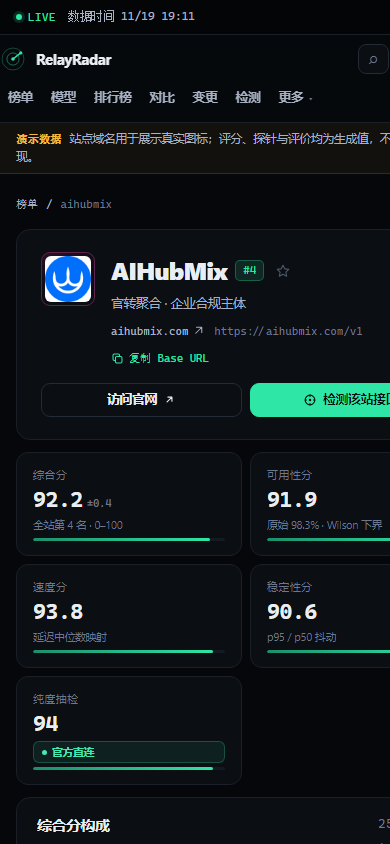 LIVE 数据时间 11/19 19:11
RelayRadar
榜单 模型 排行榜 对比 变更 检测 更多
演示数据 站点域名用于展示真实图标；评分、探针与评价均为生成值，不
现。
榜单 / aihubmix
AIHubMix #4
官转聚合 · 企业合规主体
aihubmix.com ↗ https://aihubmix.com/v1
复制 Base URL
访问官网 ↗ 检测该站接口
综合分 可用性分
92.2 ±0.4 91.9
全站第 4 名 · 0–100 原始 98.3% · Wilson 下界
速度分 稳定性分
93.8 90.6
延迟中位数映射 p95 / p50 抖动
纯度抽检
94
官方直连
综合分构成 25